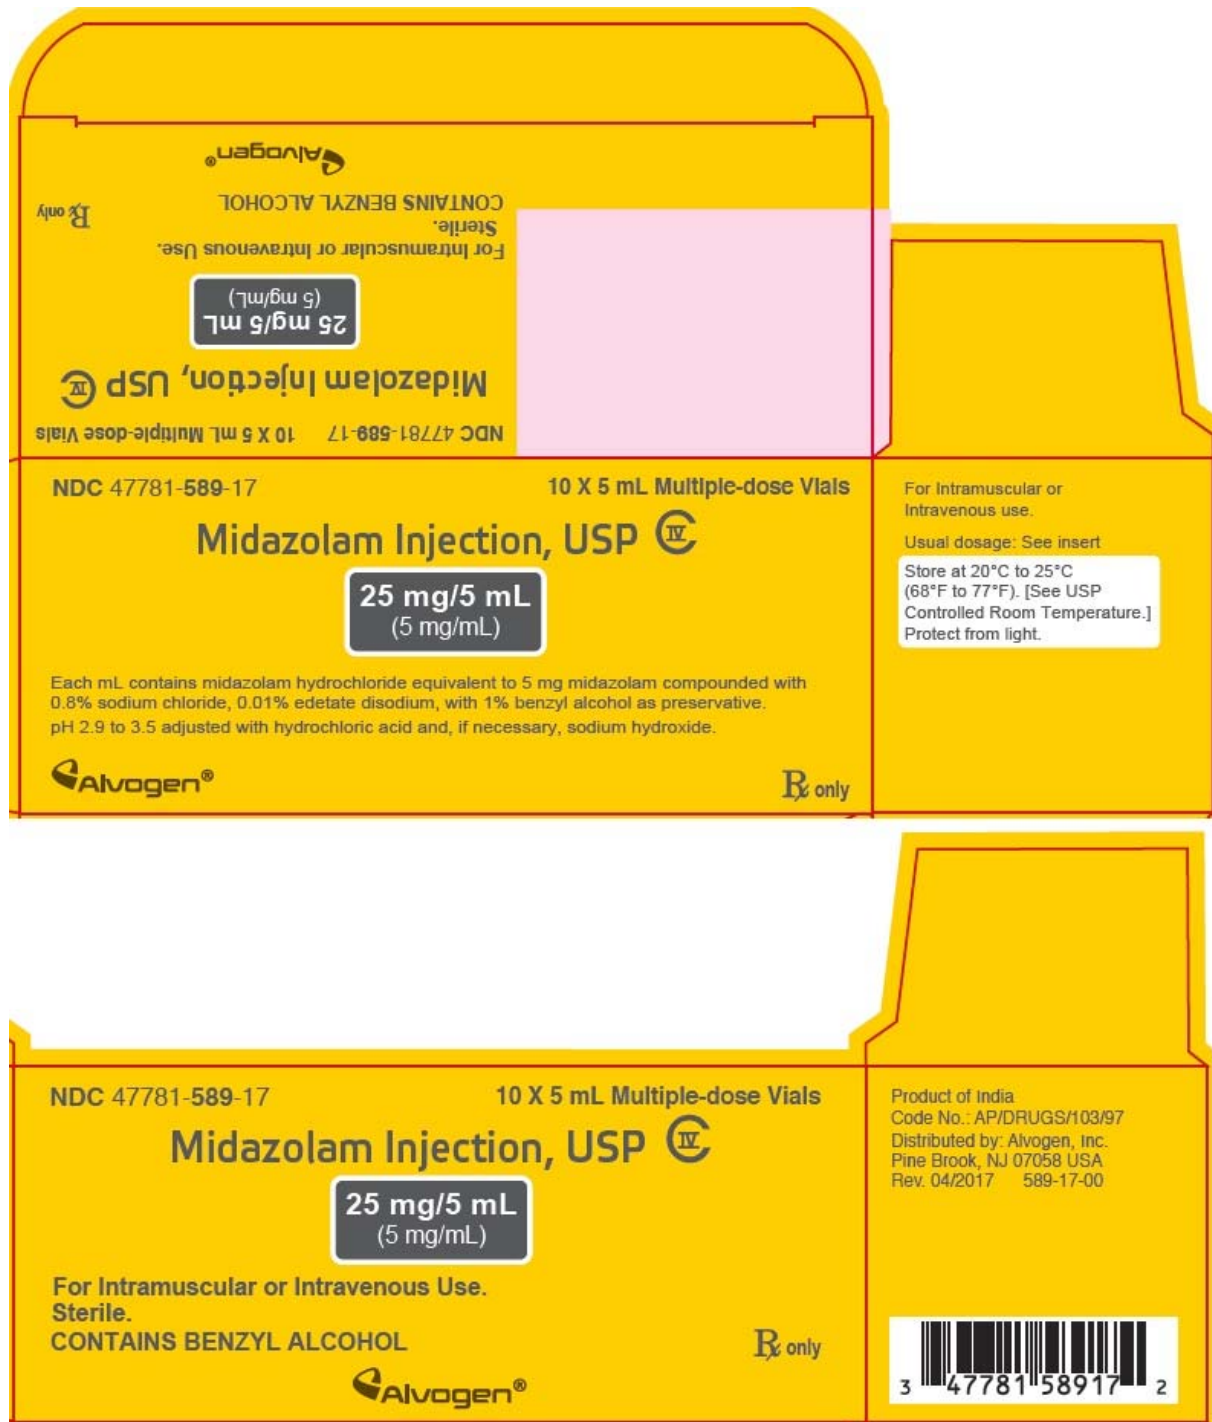 Alvogen®
CONTAINS BENZYL ALCOHOL
Rx only
Sterile.
For Intramuscular or Intravenous Use.
25 mg/5 mL
(5 mg/mL)
Midazolam Injection, USP CIV
NDC 47781-589-17 10 X 5 mL Multiple-dose Vials
NDC 47781-589-17 10 X 5 mL Multiple-dose Vials
Midazolam Injection, USP CIV
25 mg/5 mL
(5 mg/mL)
Each mL contains midazolam hydrochloride equivalent to 5 mg midazolam compounded with
0.8% sodium chloride, 0.01% edetate disodium, with 1% benzyl alcohol as preservative.
pH 2.9 to 3.5 adjusted with hydrochloric acid and, if necessary, sodium hydroxide.
Alvogen®
Rx only
For Intramuscular or
Intravenous use.
Usual dosage: See insert
Store at 20°C to 25°C
(68°F to 77°F). [See USP
Controlled Room Temperature.]
Protect from light.
NDC 47781-589-17 10 X 5 mL Multiple-dose Vials
Midazolam Injection, USP CIV
25 mg/5 mL
(5 mg/mL)
For Intramuscular or Intravenous Use.
Sterile.
CONTAINS BENZYL ALCOHOL
Rx only
Alvogen®
Product of India
Code No.: AP/DRUGS/103/97
Distributed by: Alvogen, Inc.
Pine Brook, NJ 07058 USA
Rev. 04/2017 589-17-00
3 47781 58917 2